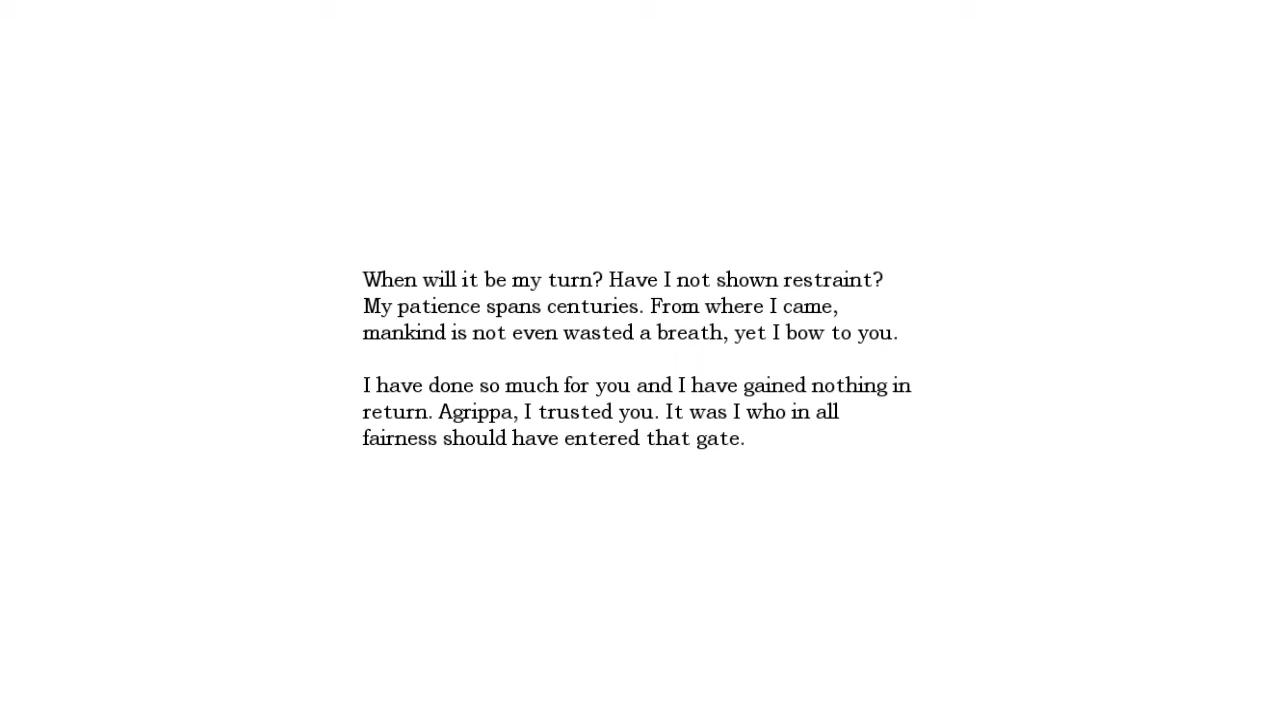 When will it be my turn? Have I not shown restraint?
My patience spans centuries. From where I came,
mankind is not even wasted a breath, yet I bow to you.
I have done so much for you and I have gained nothing in
return. Agrippa, I trusted you. It was I who in all
fairness should have entered that gate.